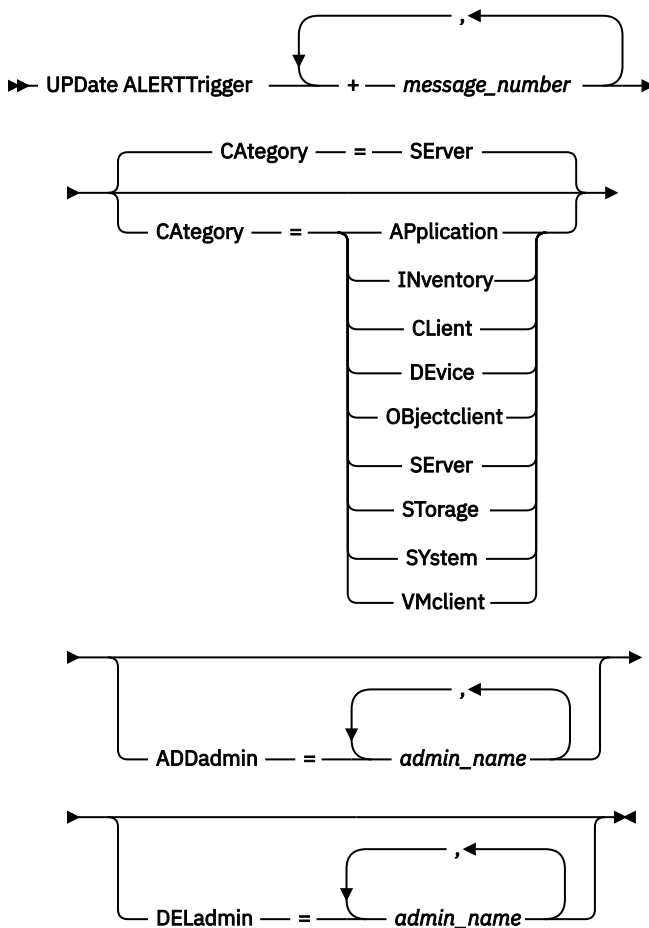 ,
UPDate ALERTTrigger + message_number
CAtegory = SErver
CAtegory = APplication
INventory
CLient
DEvice
OBjectclient
SErver
STorage
SYstem
VMclient
,
ADDadmin = admin_name
,
DELadmin = admin_name